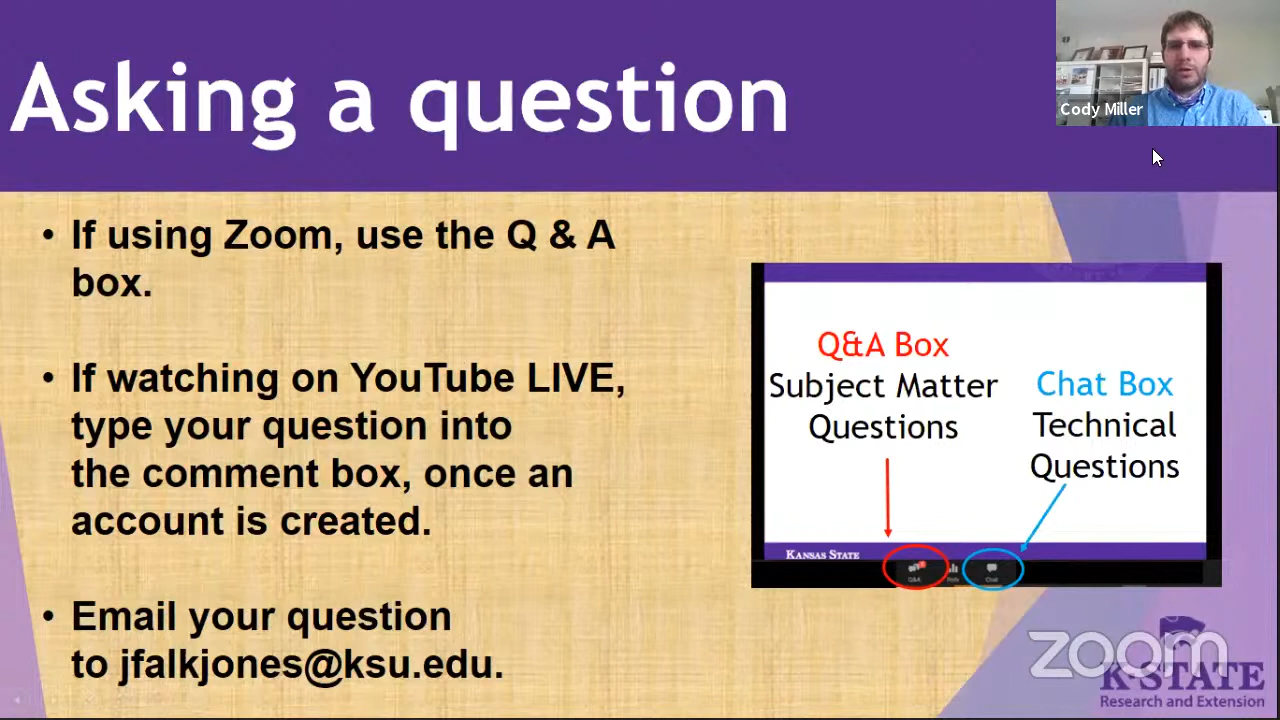 Asking a question
Cody Miller
• If using Zoom, use the Q & A
box.
• If watching on YouTube LIVE,
type your question into
the comment box, once an
account is created.
• Email your question
to jfalkjones@ksu.edu.
Q&A Box
Subject Matter
Questions
Chat Box
Technical
Questions
KANSAS STATE
Q&A
Polls
Chat
zoom
K-STATE
Research and Extension